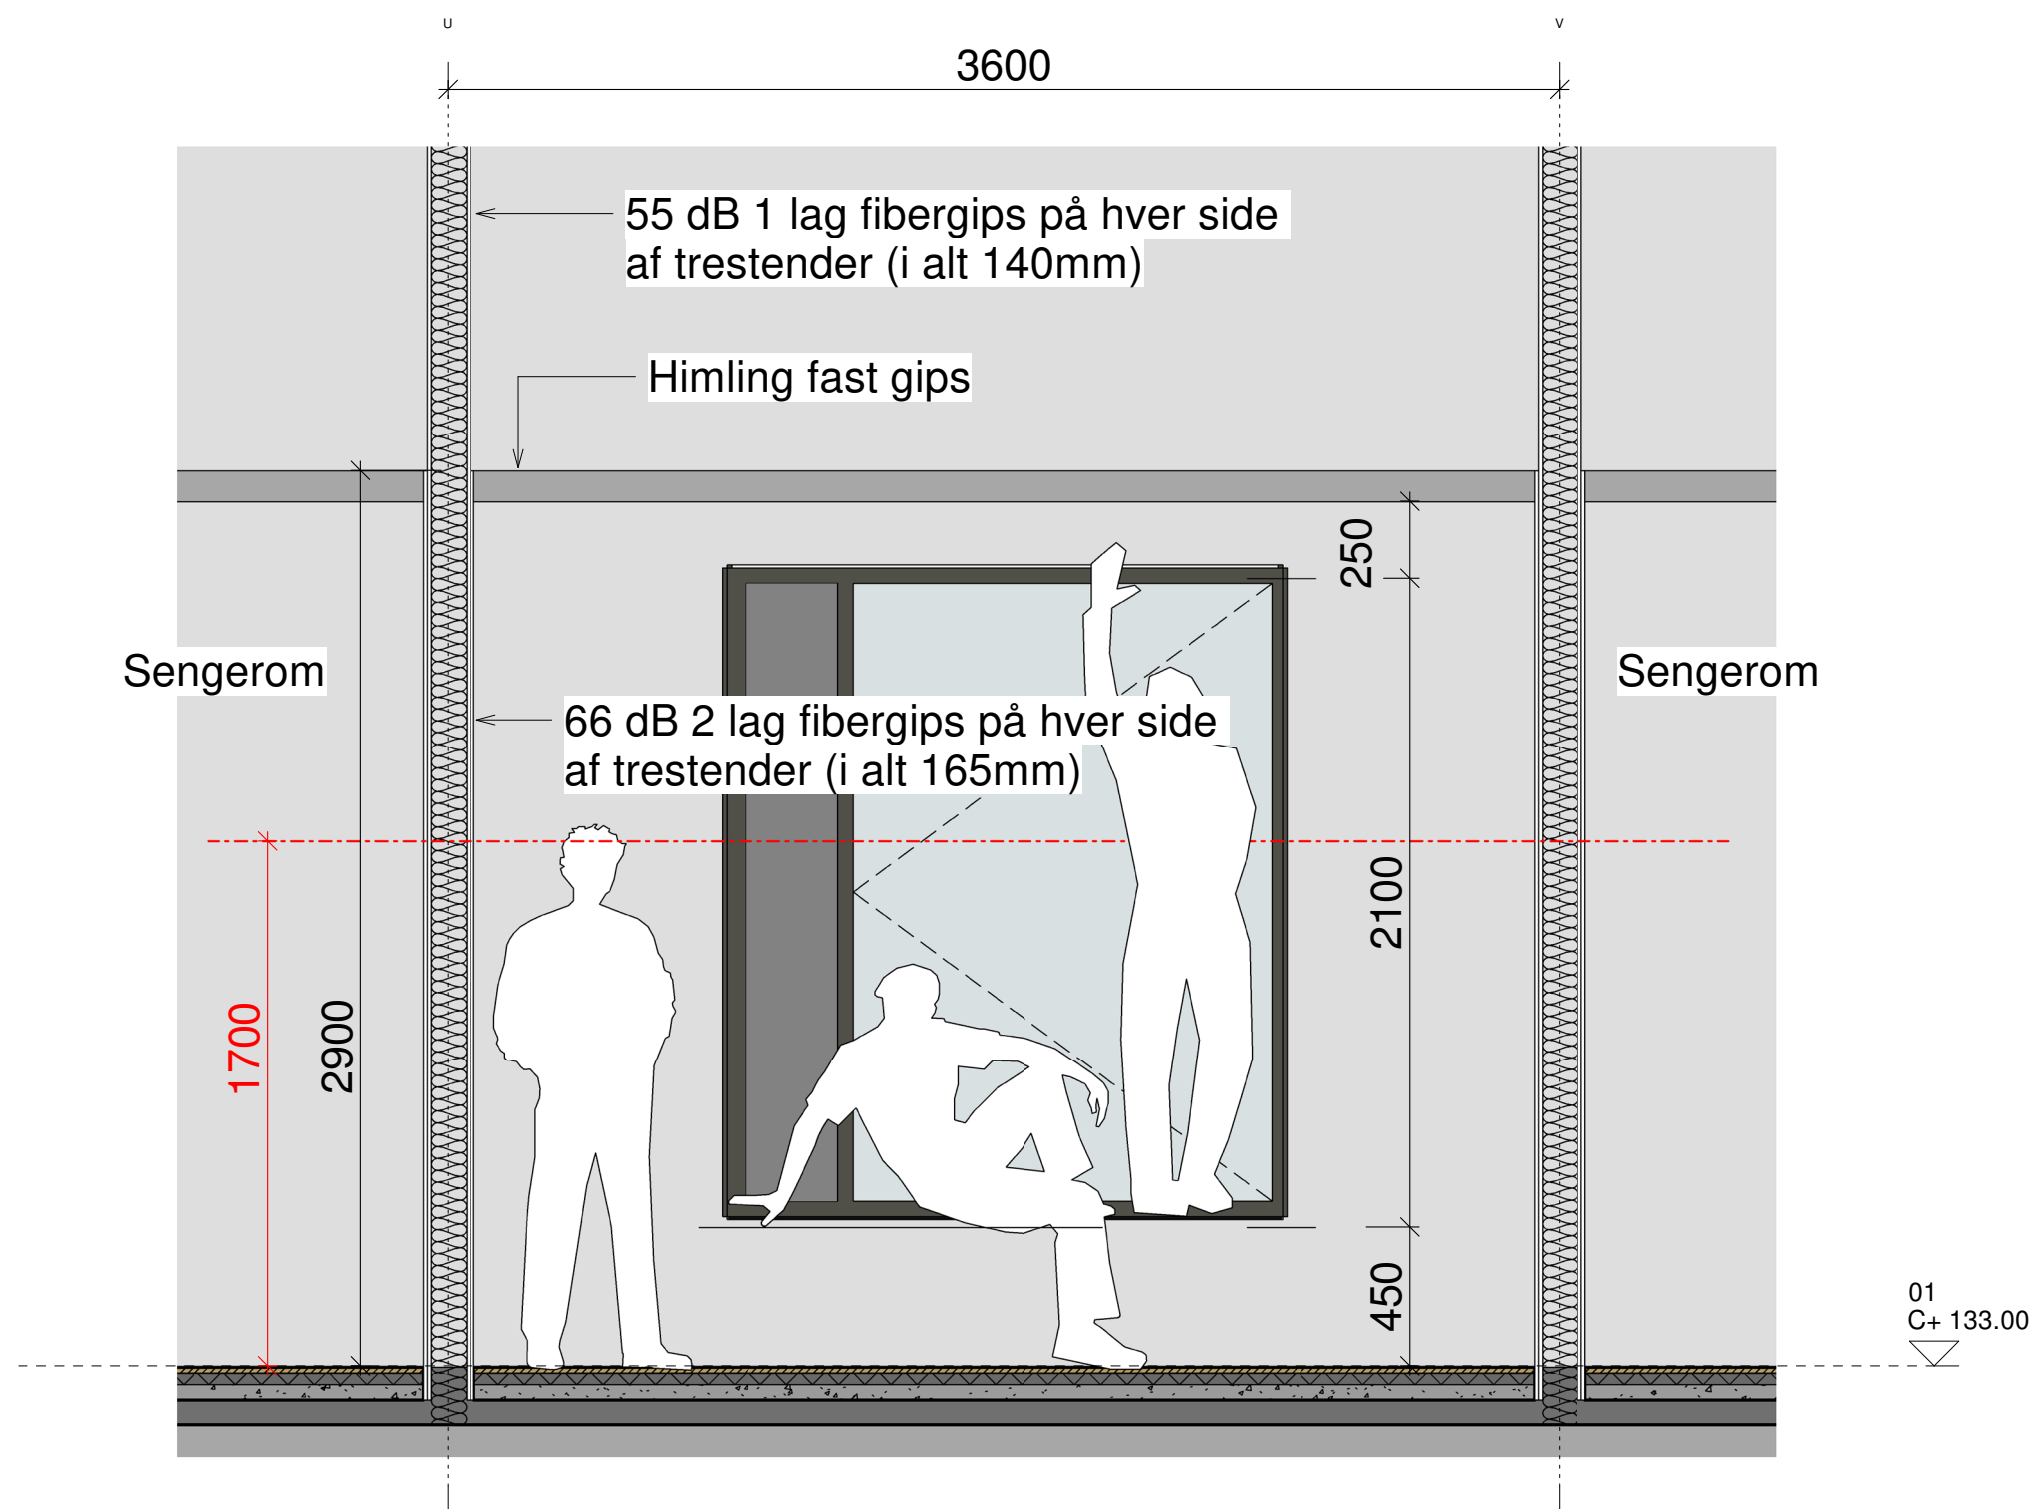 U
V
3600
55 dB 1 lag fibergips på hver side
af trestender (i alt 140mm)
Himling fast gips
250
Sengerom
Sengerom
66 dB 2 lag fibergips på hver side
af trestender (i alt 165mm)
2100
1700
2900
450
01
C+ 133.00